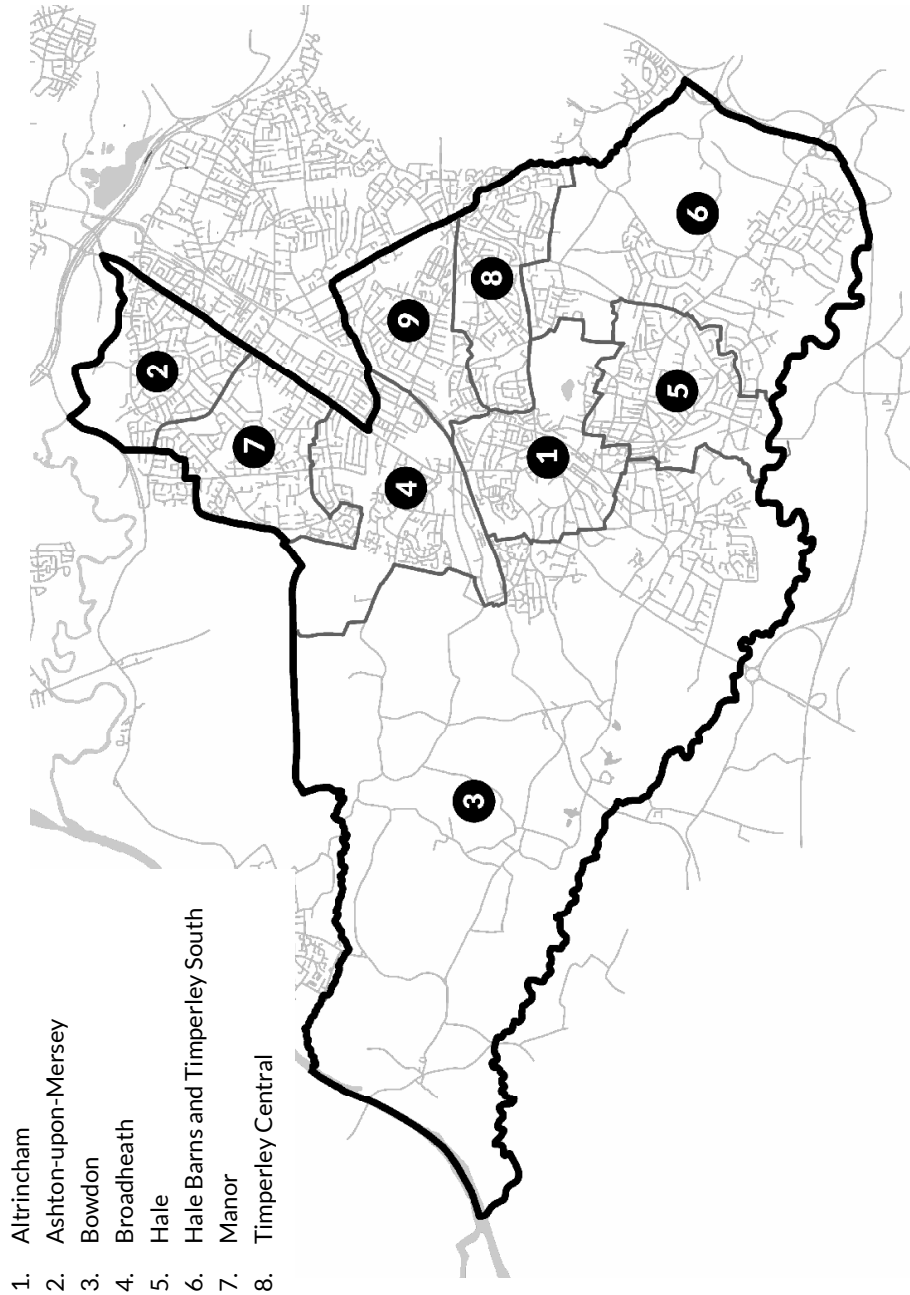 1. Altrincham
2. Ashton-upon-Mersey
3. Bowdon
4. Broadheath
5. Hale
6. Hale Barns and Timperley South
7. Manor
8. Timperley Central
2
7
4
9
3
8
1
5
6